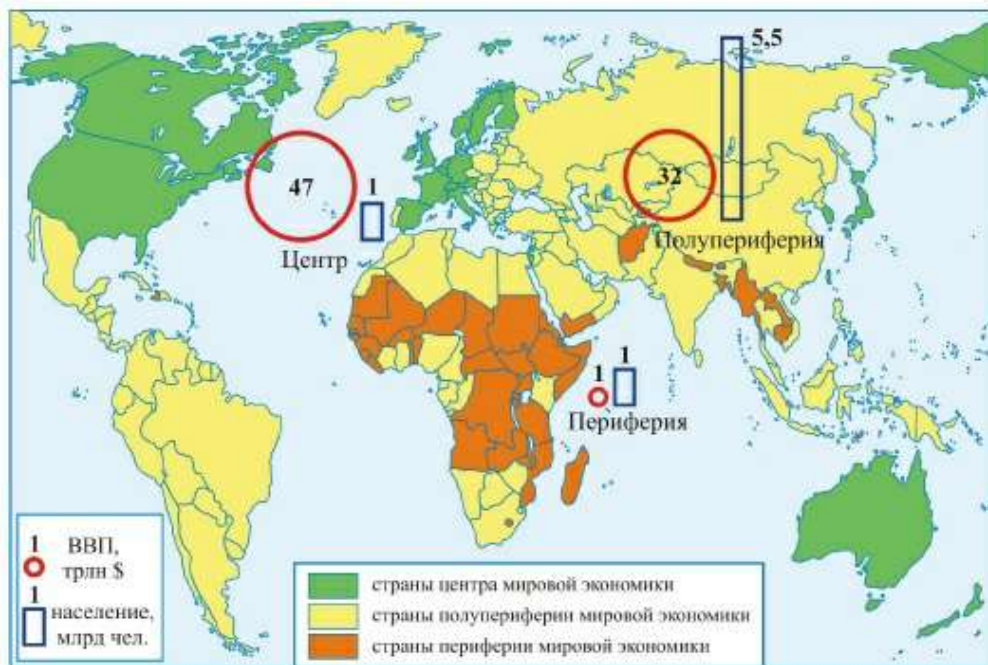 5,5
47
1
32
Центр
Полупериферия
1
1
Периферия
1
ВВП,
трлн $
1
население,
млрд чел.
страны центра мировой экономики
страны полупериферии мировой экономики
страны периферии мировой экономики